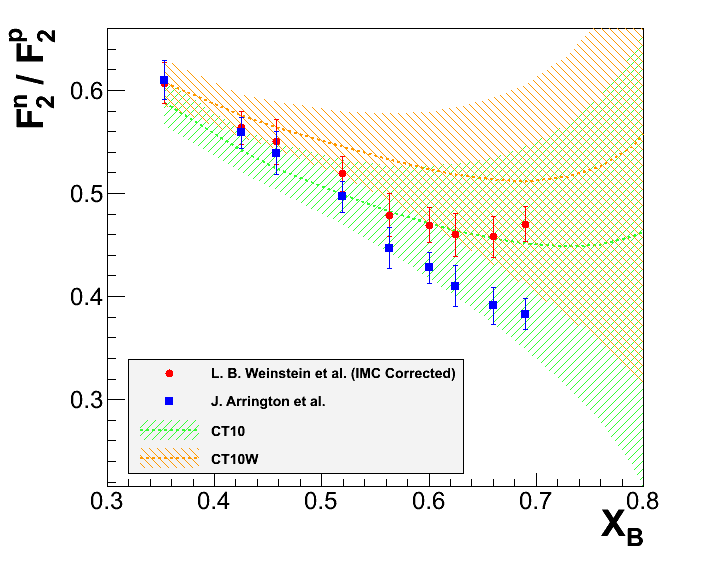 F₂ⁿ / F₂ᵖ
0.6
0.5
0.4
0.3
L. B. Weinstein et al. (IMC Corrected)
J. Arrington et al.
CT10
CT10W
0.3 0.4 0.5 0.6 0.7 0.8
X_B